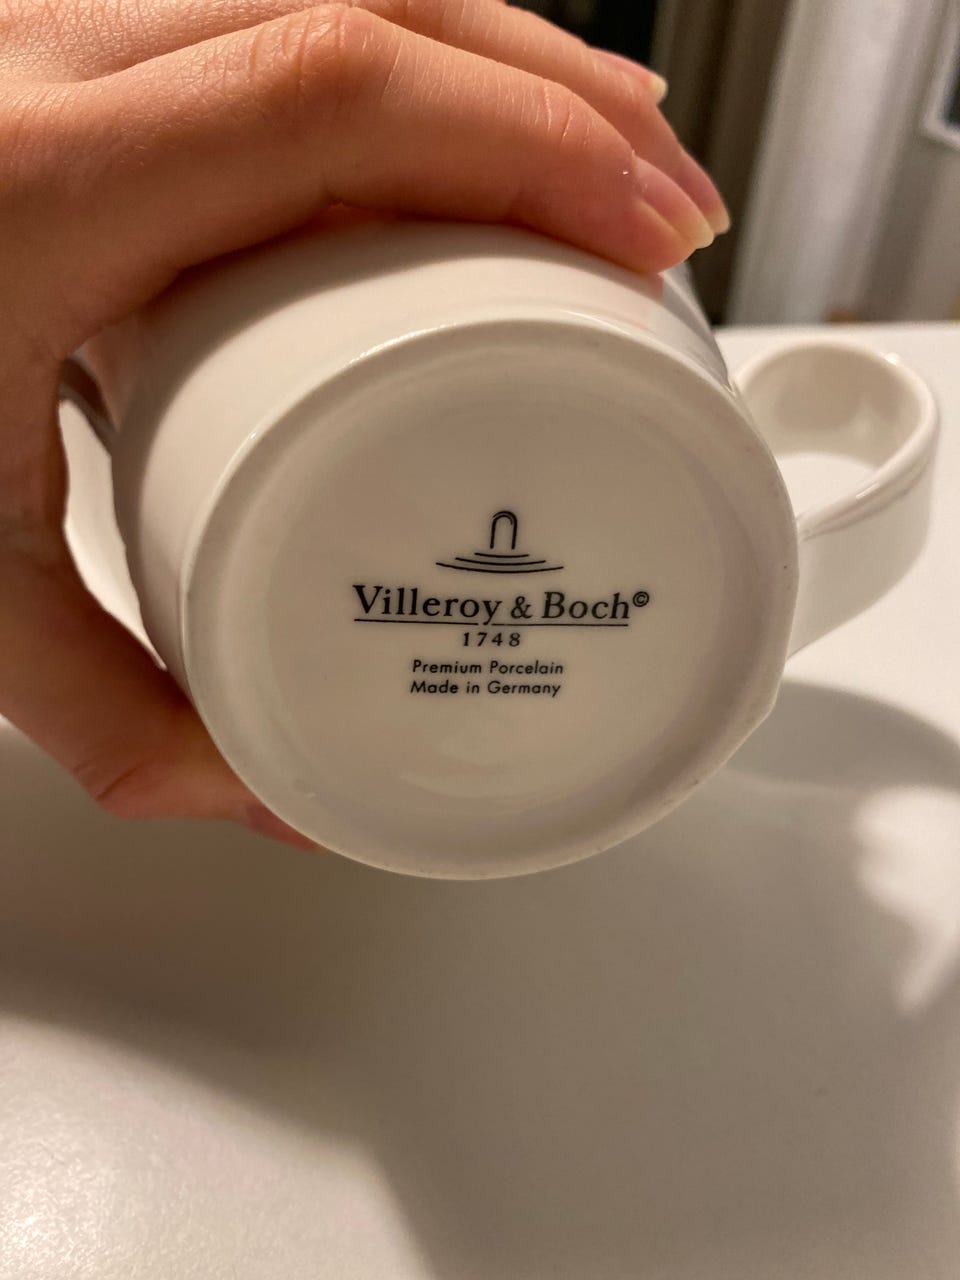 Villeroy & Boch©
1748
Premium Porcelain
Made in Germany